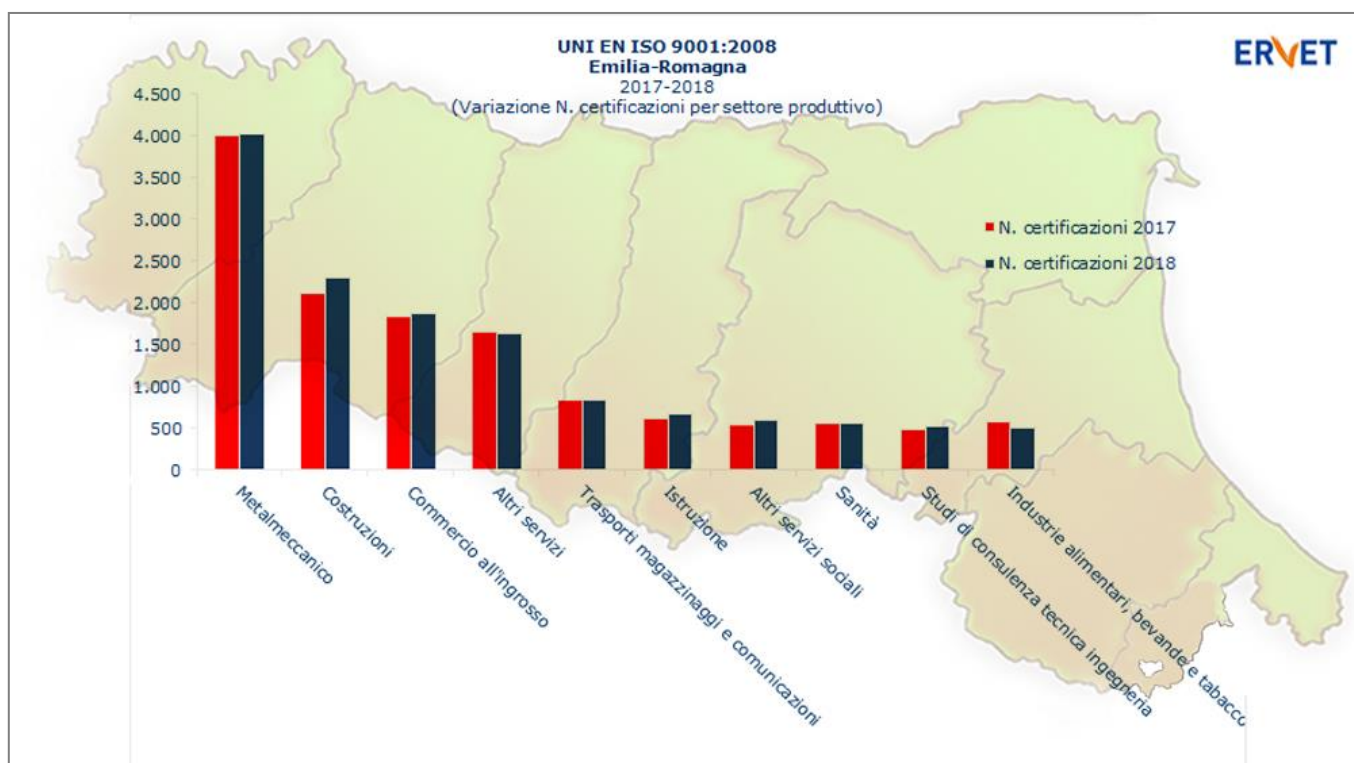 UNI EN ISO 9001:2008
Emilia-Romagna
2017-2018
(Variazione N. certificazioni per settore produttivo)
ERVET
4.500
4.000
3.500
3.000
2.500
2.000
1.500
1.000
500
0
N. certificazioni 2017
N. certificazioni 2018
Metalmeccanico
Costruzioni
Commercio all'ingrosso
Altri servizi
Trasporti magazzinaggi e comunicazioni
Istruzione
Altri servizi sociali
Sanità
Studi di consulenza tecnica ingegneria
Industrie alimentari, bevande e tabacco